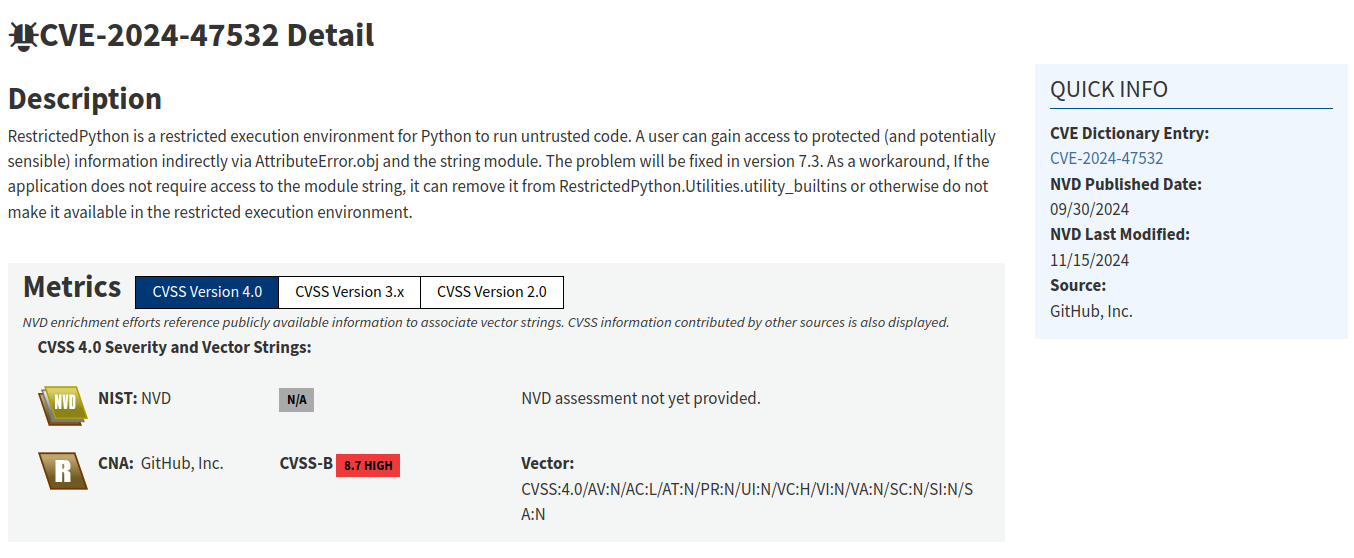 CVE-2024-47532 Detail
Description
RestrictedPython is a restricted execution environment for Python to run untrusted code. A user can gain access to protected (and potentially
sensible) information indirectly via AttributeError.obj and the string module. The problem will be fixed in version 7.3. As a workaround, If the
application does not require access to the module string, it can remove it from RestrictedPython.Utilities.utility_builtins or otherwise do not
make it available in the restricted execution environment.
Metrics CVSS Version 4.0 CVSS Version 3.x CVSS Version 2.0
NVD enrichment efforts reference publicly available information to associate vector strings. CVSS information contributed by other sources is also displayed.
CVSS 4.0 Severity and Vector Strings:
NVD NIST: NVD N/A NVD assessment not yet provided.
R CNA: GitHub, Inc. CVSS-B 8.7 HIGH Vector:
CVSS:4.0/AV:N/AC:L/AT:N/PR:N/UI:N/VC:H/VI:N/VA:N/SC:N/SI:N/S
A:N
QUICK INFO
CVE Dictionary Entry:
CVE-2024-47532
NVD Published Date:
09/30/2024
NVD Last Modified:
11/15/2024
Source:
GitHub, Inc.